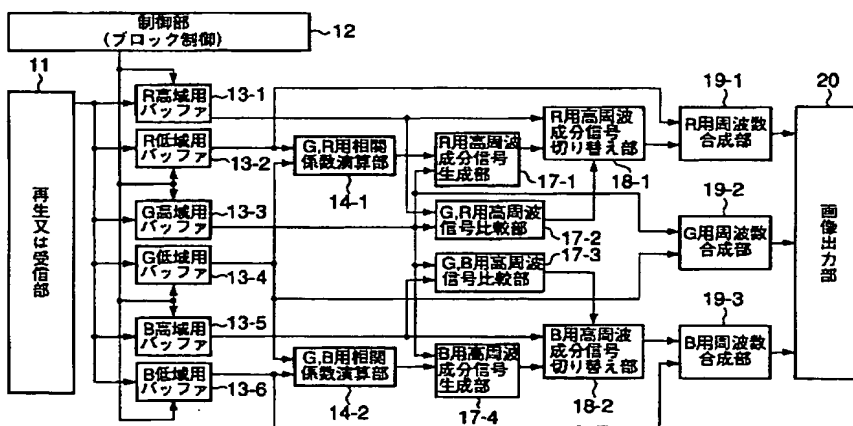 制御部
(ブロック制御)
12
11
再生又は受信部
R高域用
バッファ
13-1
R低域用
バッファ
13-2
G高域用
バッファ
13-3
G低域用
バッファ
13-4
B高域用
バッファ
13-5
B低域用
バッファ
13-6
G,R用相関
係数演算部
14-1
G,B用相関
係数演算部
14-2
R用高周波
成分信号
生成部
17-1
G,R用高周波
信号比較部
17-2
G,B用高周波
信号比較部
17-3
B用高周波
成分信号
生成部
17-4
R用高周波
成分信号
切り替え部
18-1
B用高周波
成分信号
切り替え部
18-2
19-1
R用周波数
合成部
19-2
G用周波数
合成部
19-3
B用周波数
合成部
20
画像出力部